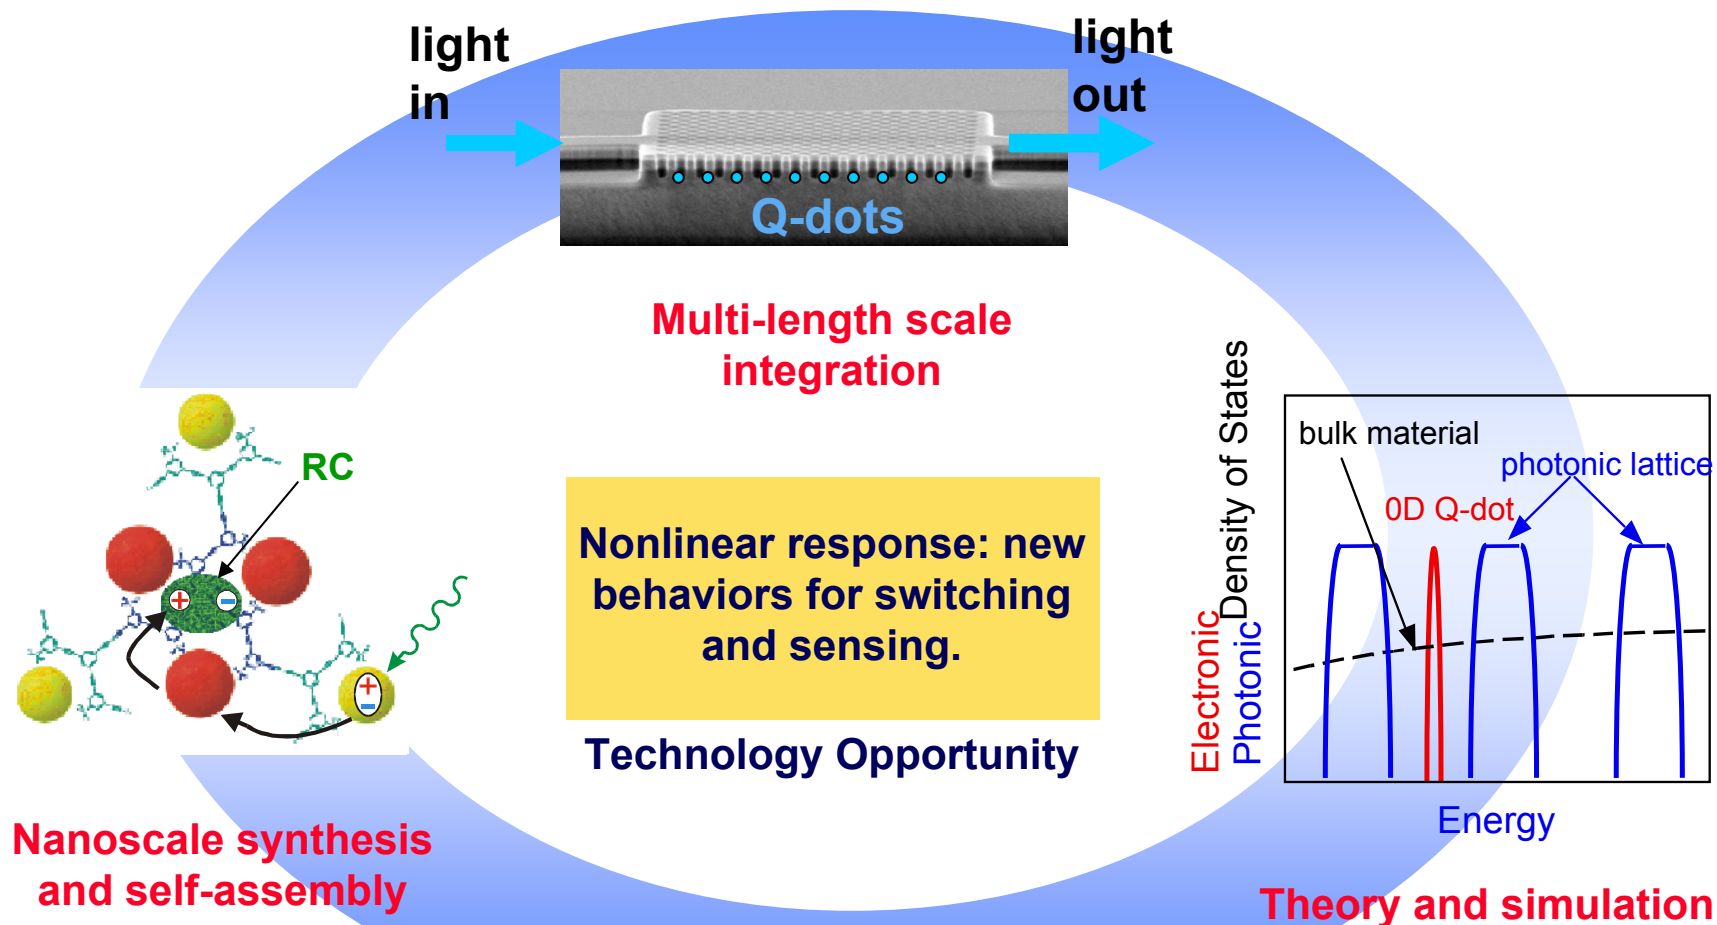 light
in
light
out
Q-dots
Multi-length scale
integration
RC
+
−
+
−
Nanoscale synthesis
and self-assembly
Nonlinear response: new
behaviors for switching
and sensing.
Technology Opportunity
Density of States
Electronic
Photonic
bulk material
photonic lattice
0D Q-dot
Energy
Theory and simulation